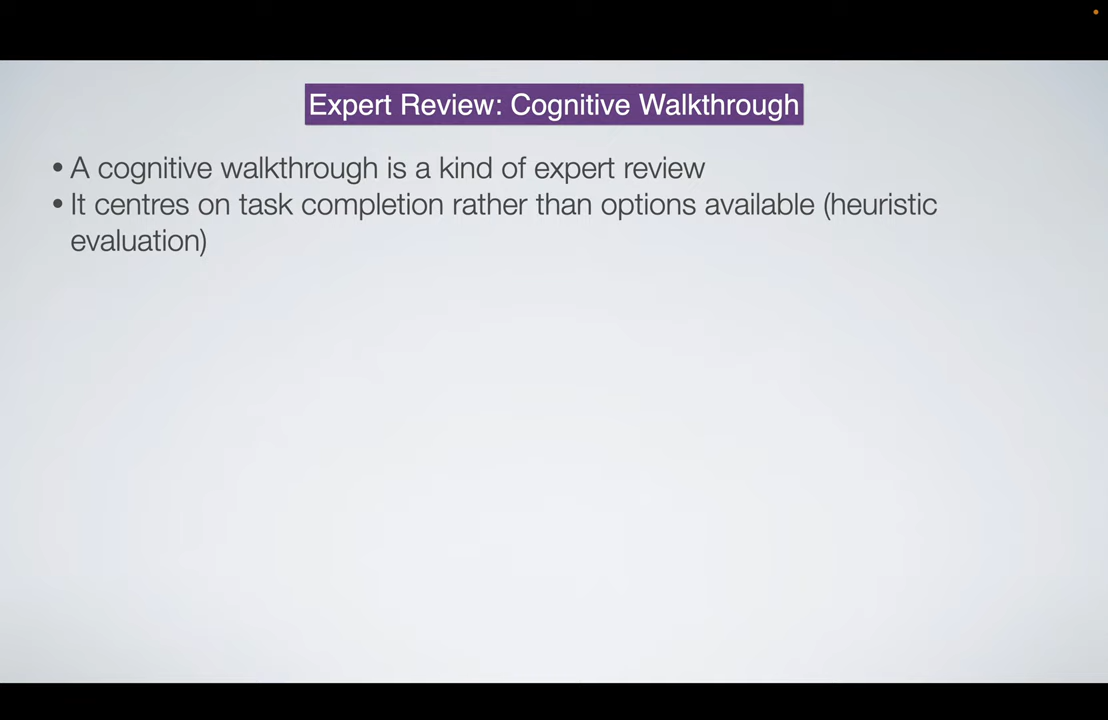 Expert Review: Cognitive Walkthrough
• A cognitive walkthrough is a kind of expert review
• It centres on task completion rather than options available (heuristic
evaluation)